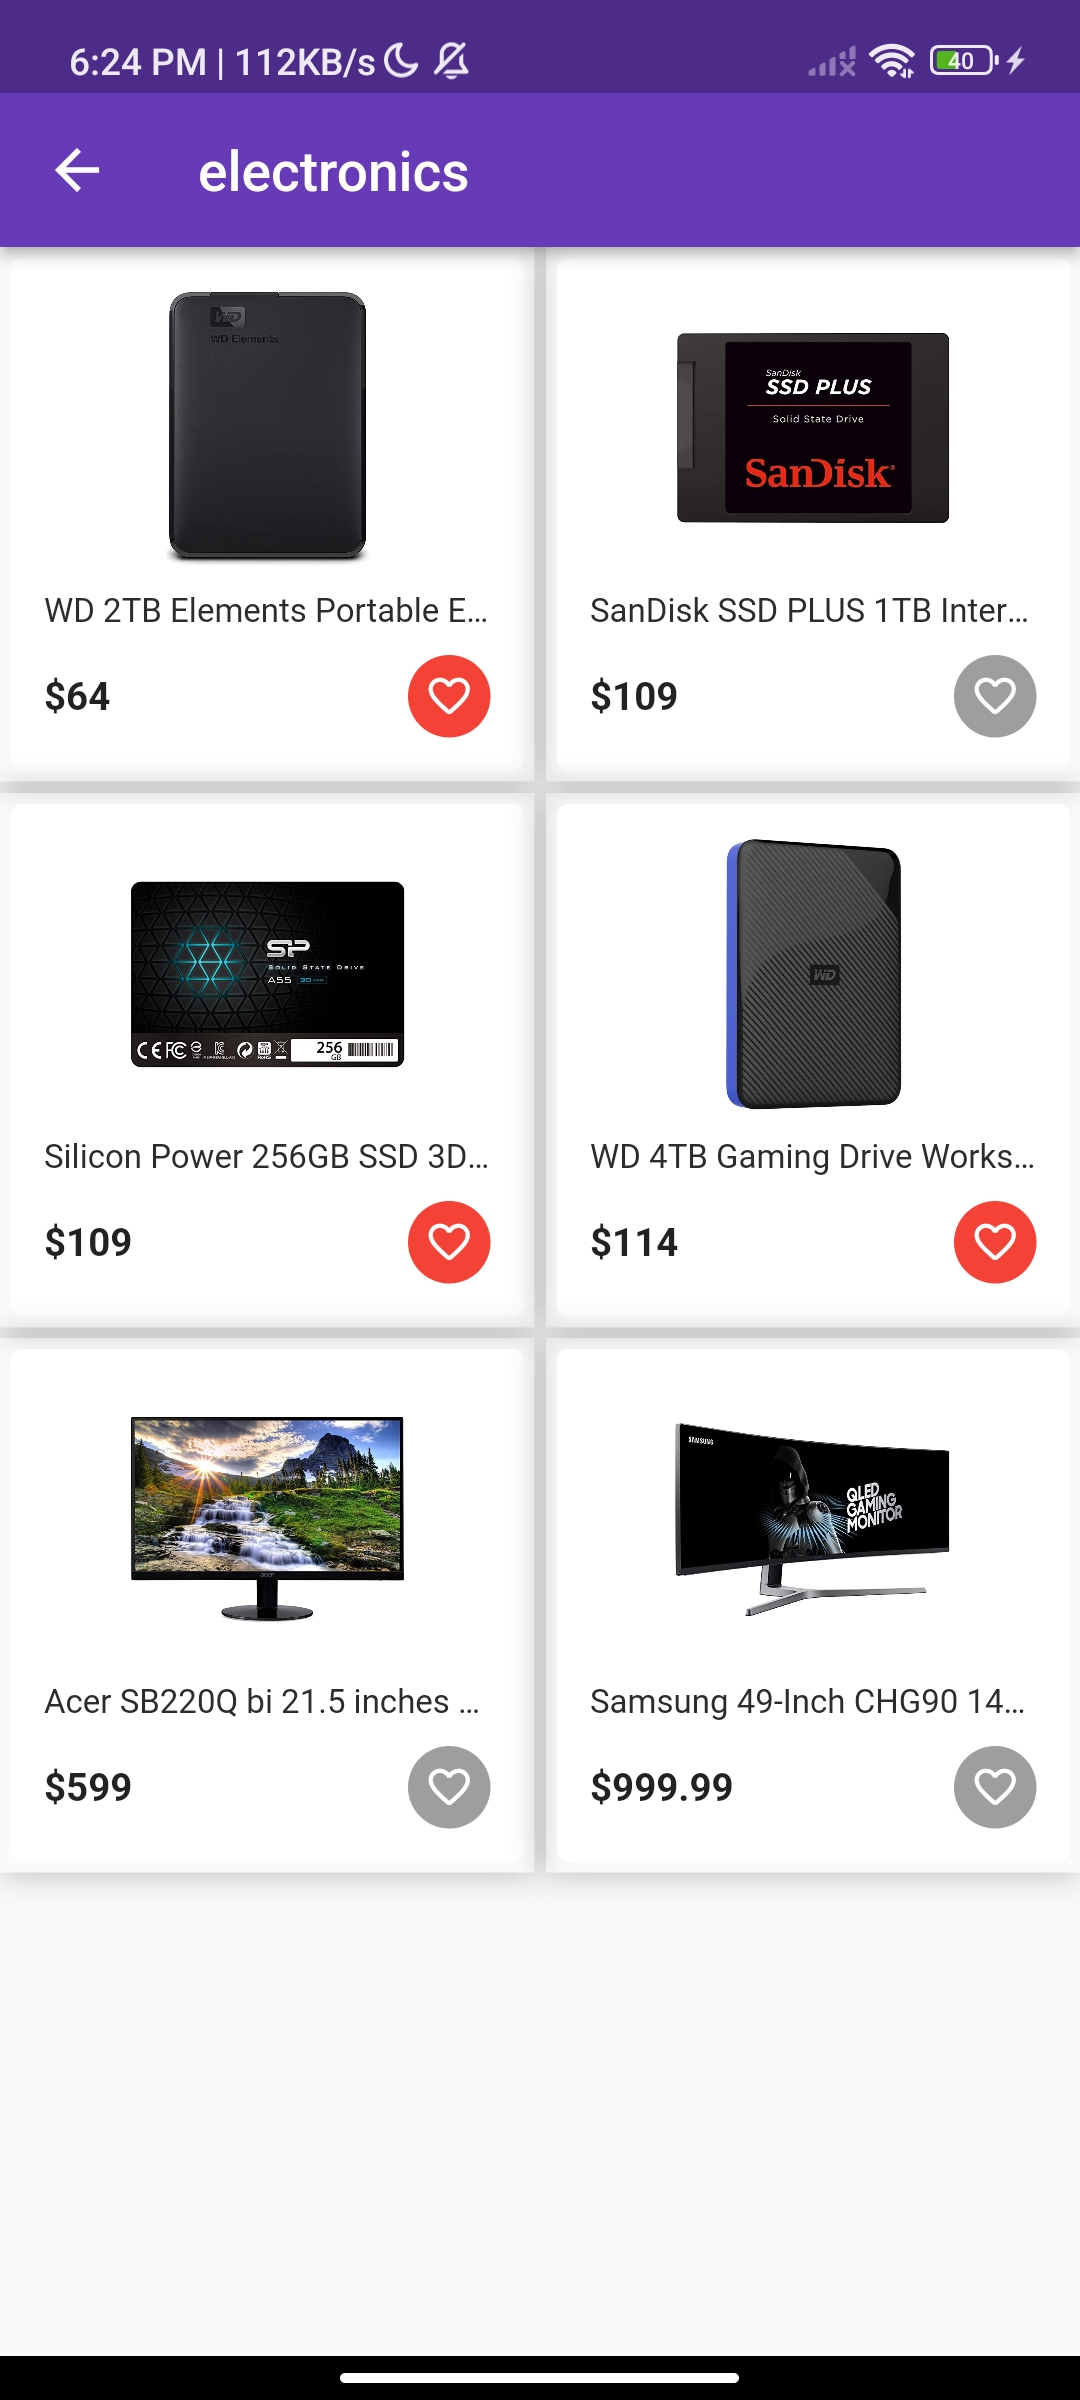 6:24 PM | 112KB/s
40
electronics
WD
WD Elements
SanDisk
SSD PLUS
Solid State Drive
SanDisk
WD 2TB Elements Portable E...
SanDisk SSD PLUS 1TB Inter...
$64
$109
SP
SOLID STATE DRIVE
A55
256
GB
WD
Silicon Power 256GB SSD 3D...
WD 4TB Gaming Drive Works...
$109
$114
acer
SAMSUNG
QLED
GAMING
MONITOR
Acer SB220Q bi 21.5 inches ...
Samsung 49-Inch CHG90 14...
$599
$999.99